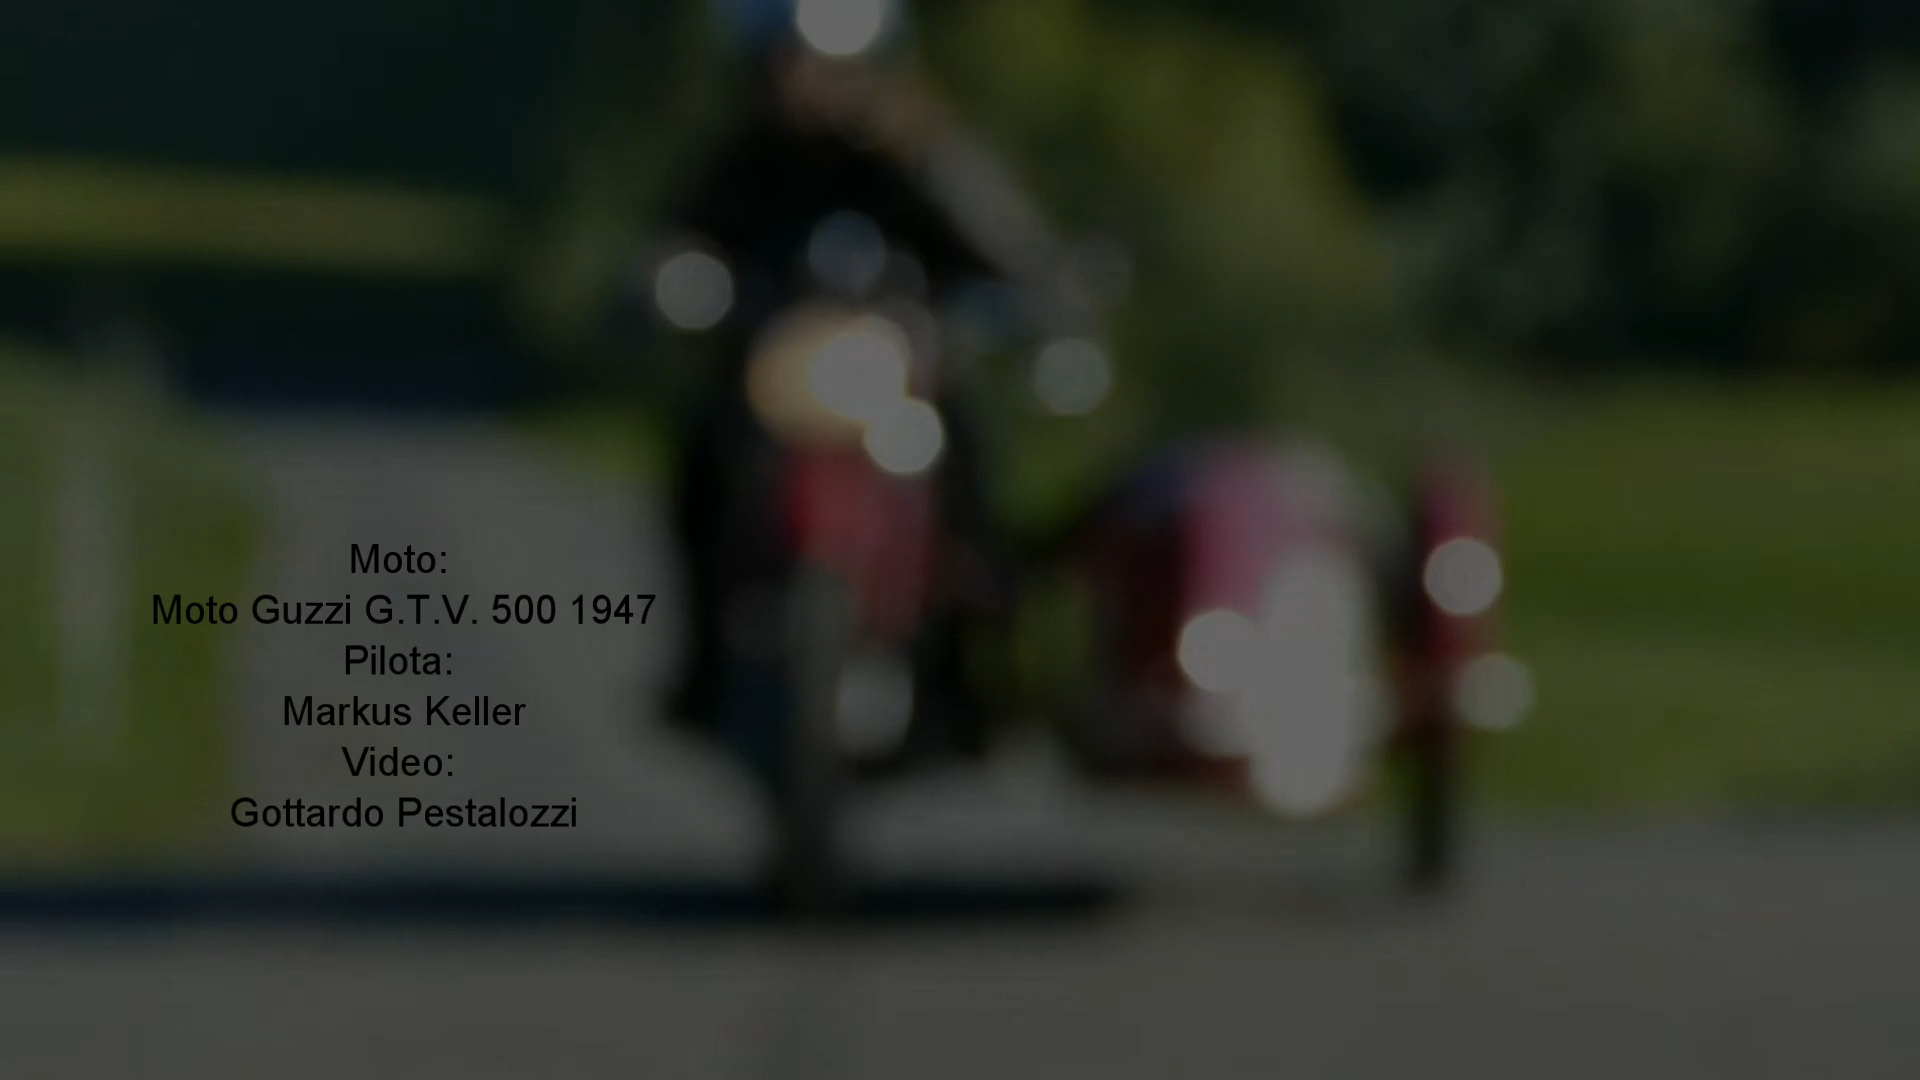 Moto:
Moto Guzzi G.T.V. 500 1947
Pilota:
Markus Keller
Video:
Gottardo Pestalozzi